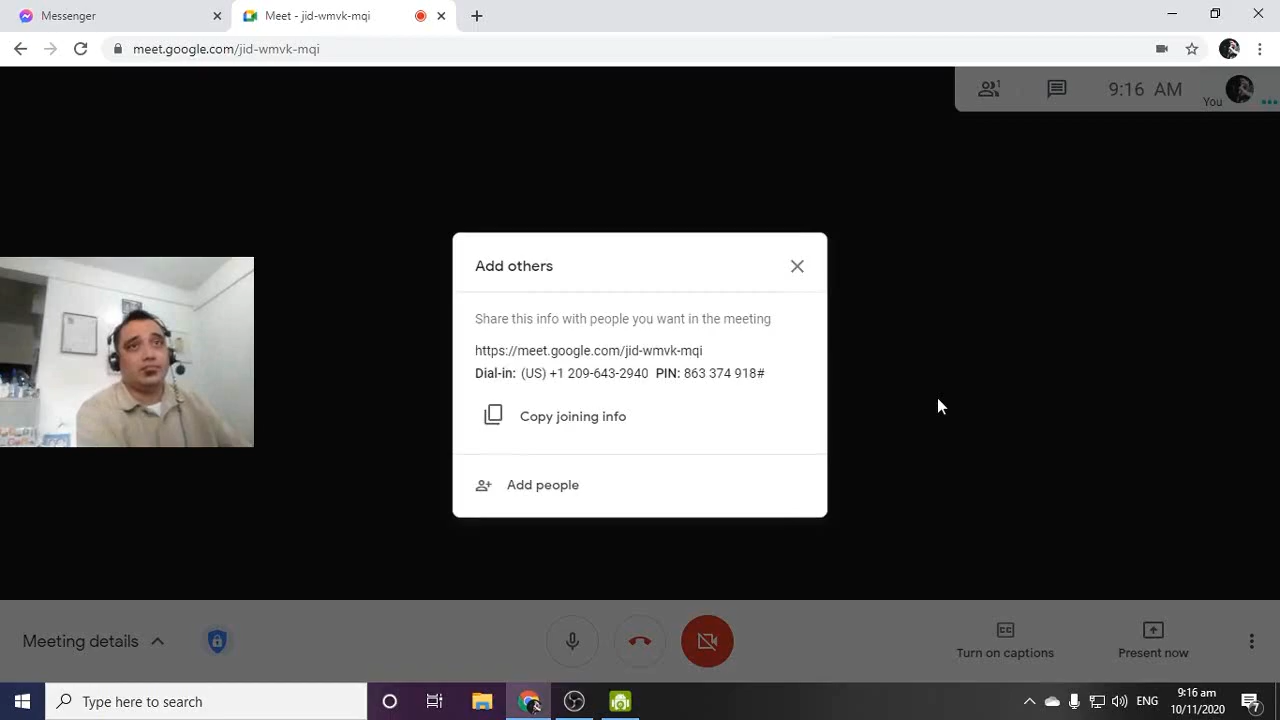 Messenger
Meet - jid-wmvk-mqi
meet.google.com/jid-wmvk-mqi
1
9:16 AM
You
Add others
Share this info with people you want in the meeting
https://meet.google.com/jid-wmvk-mqi
Dial-in: (US) +1 209-643-2940 PIN: 863 374 918#
Copy joining info
Add people
Meeting details
CC
Turn on captions
Present now
Type here to search
ENG
9:16 am
10/11/2020
7